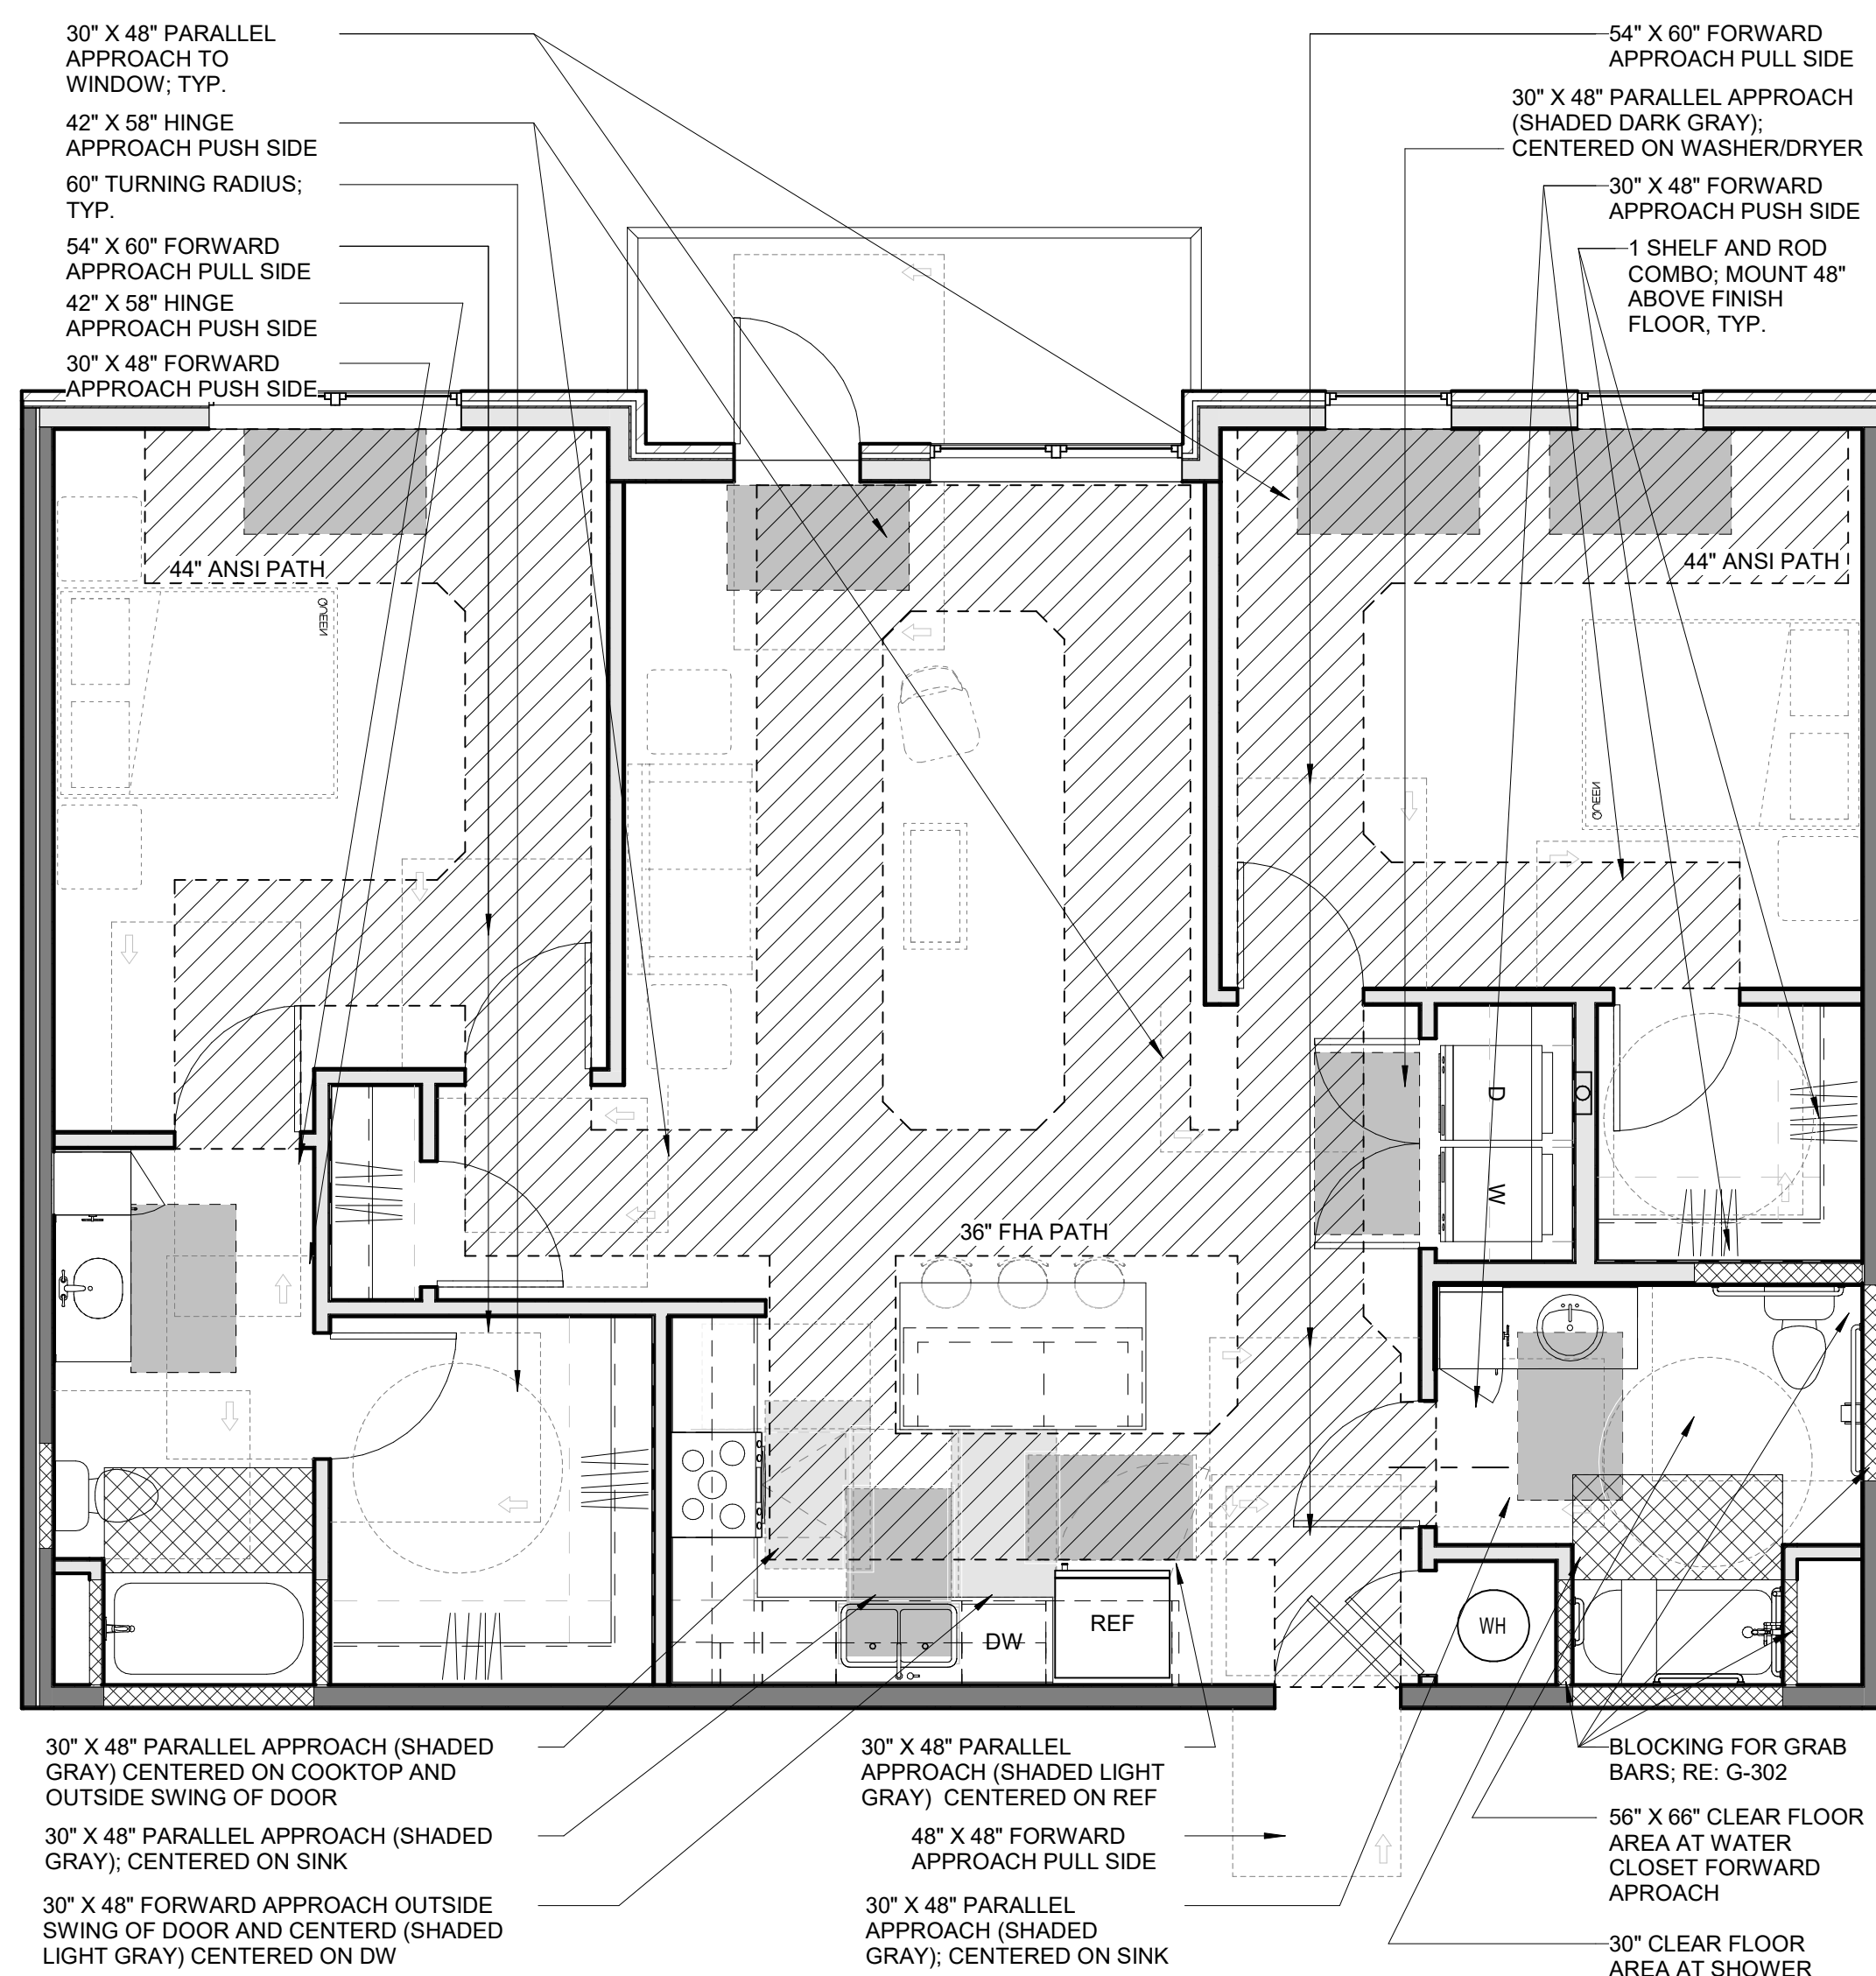 30" X 48" PARALLEL
APPROACH TO
WINDOW; TYP.
42" X 58" HINGE
APPROACH PUSH SIDE
60" TURNING RADIUS;
TYP.
54" X 60" FORWARD
APPROACH PULL SIDE
42" X 58" HINGE
APPROACH PUSH SIDE
30" X 48" FORWARD
APPROACH PUSH SIDE
54" X 60" FORWARD
APPROACH PULL SIDE
30" X 48" PARALLEL APPROACH
(SHADED DARK GRAY);
CENTERED ON WASHER/DRYER
30" X 48" FORWARD
APPROACH PUSH SIDE
1 SHELF AND ROD
COMBO; MOUNT 48"
ABOVE FINISH
FLOOR, TYP.
44" ANSI PATH
QUEEN
44" ANSI PATH
QUEEN
D
W
36" FHA PATH
REF
DW
WH
30" X 48" PARALLEL APPROACH (SHADED
GRAY) CENTERED ON COOKTOP AND
OUTSIDE SWING OF DOOR
30" X 48" PARALLEL APPROACH (SHADED
GRAY); CENTERED ON SINK
30" X 48" FORWARD APPROACH OUTSIDE
SWING OF DOOR AND CENTERD (SHADED
LIGHT GRAY) CENTERED ON DW
30" X 48" PARALLEL
APPROACH (SHADED LIGHT
GRAY) CENTERED ON REF
48" X 48" FORWARD
APPROACH PULL SIDE
30" X 48" PARALLEL
APPROACH (SHADED
GRAY); CENTERED ON SINK
BLOCKING FOR GRAB
BARS; RE: G-302
56" X 66" CLEAR FLOOR
AREA AT WATER
CLOSET FORWARD
APROACH
30" CLEAR FLOOR
AREA AT SHOWER